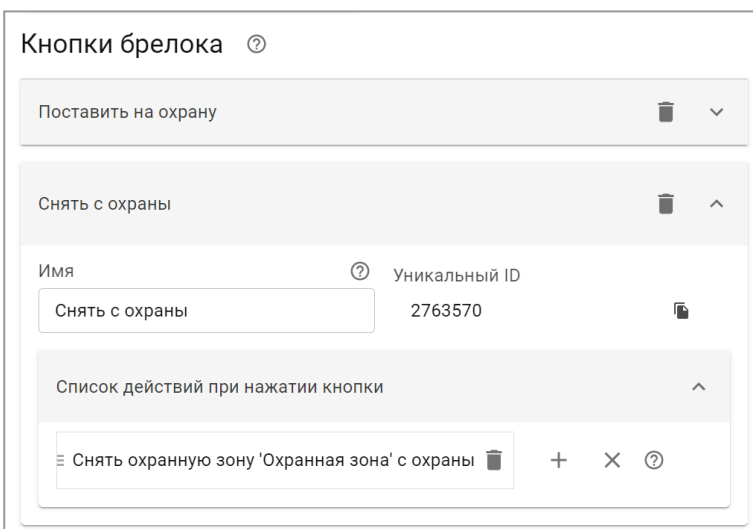 Кнопки брелока
Поставить на охрану
Снять с охраны
Имя
Уникальный ID
Снять с охраны
2763570
Список действий при нажатии кнопки
Снять охранную зону 'Охранная зона' с охраны